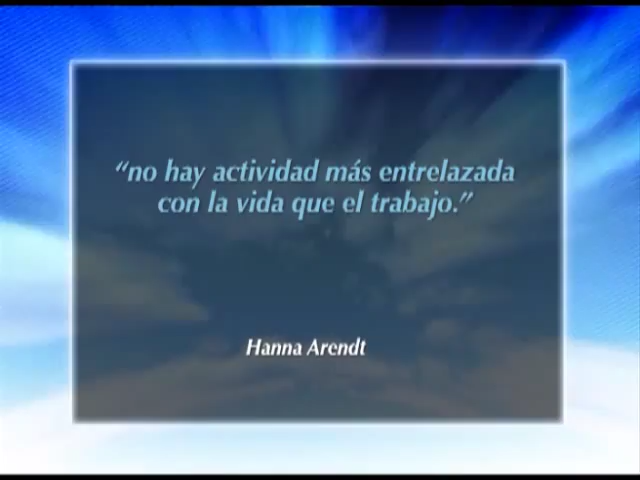 “no hay actividad más entrelazada
con la vida que el trabajo.”
Hanna Arendt